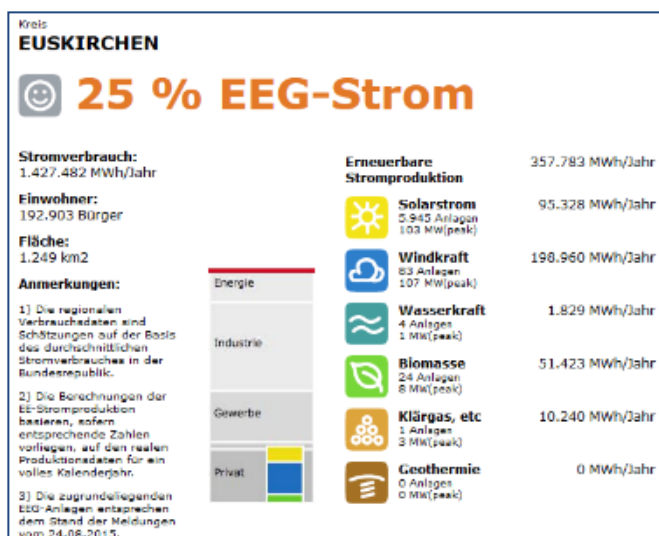 Kreis
EUSKIRCHEN
25 % EEG-Strom
Stromverbrauch:
1.427.482 MWh/Jahr
Einwohner:
192.903 Bürger
Fläche:
1.249 km2
Anmerkungen:
1] Die regionalen
Verbrauchsdaten sind
Schätzungen auf der Basis
des durchschnittlichen
Stromverbrauches in der
Bundesrepublik.
2] Die Berechnungen der
EE-Stromproduktion
basieren, sofern
entsprechende Zahlen
vorliegen, auf den realen
Produktionsdaten für ein
volles Kalenderjahr.
3] Die zugrundeliegenden
EEG-Anlagen entsprechen
dem Stand der Meldungen
vom 24.08.2015.
Energie
Industrie
Gewerbe
Privat
Erneuerbare 357.783 MWh/Jahr
Stromproduktion
Solarstrom 95.328 MWh/Jahr
5.945 Anlagen
103 MW(peak)
Windkraft 198.960 MWh/Jahr
83 Anlagen
107 MW(peak)
Wasserkraft 1.829 MWh/Jahr
4 Anlagen
1 MW(peak)
Biomasse 51.423 MWh/Jahr
24 Anlagen
8 MW(peak)
Klärgas, etc 10.240 MWh/Jahr
1 Anlagen
3 MW(peak)
Geothermie 0 MWh/Jahr
0 Anlagen
0 MW(peak)